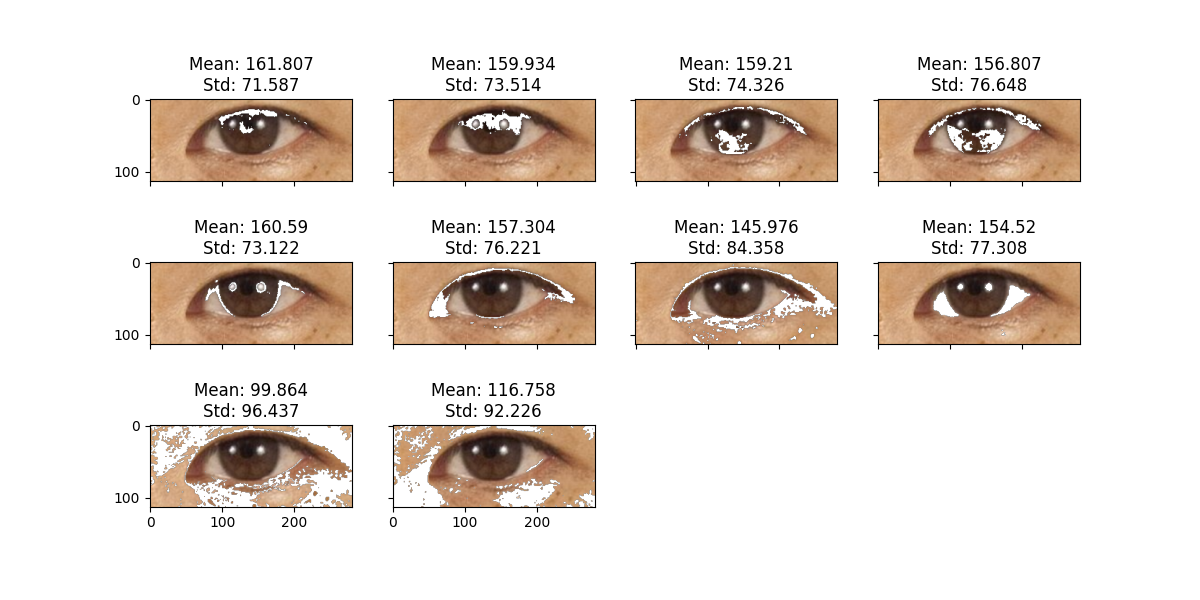 Mean: 161.807
Std: 71.587
Mean: 159.934
Std: 73.514
Mean: 159.21
Std: 74.326
Mean: 156.807
Std: 76.648
0
100
Mean: 160.59
Std: 73.122
Mean: 157.304
Std: 76.221
Mean: 145.976
Std: 84.358
Mean: 154.52
Std: 77.308
0
100
Mean: 99.864
Std: 96.437
Mean: 116.758
Std: 92.226
0
100
0 100 200
0 100 200